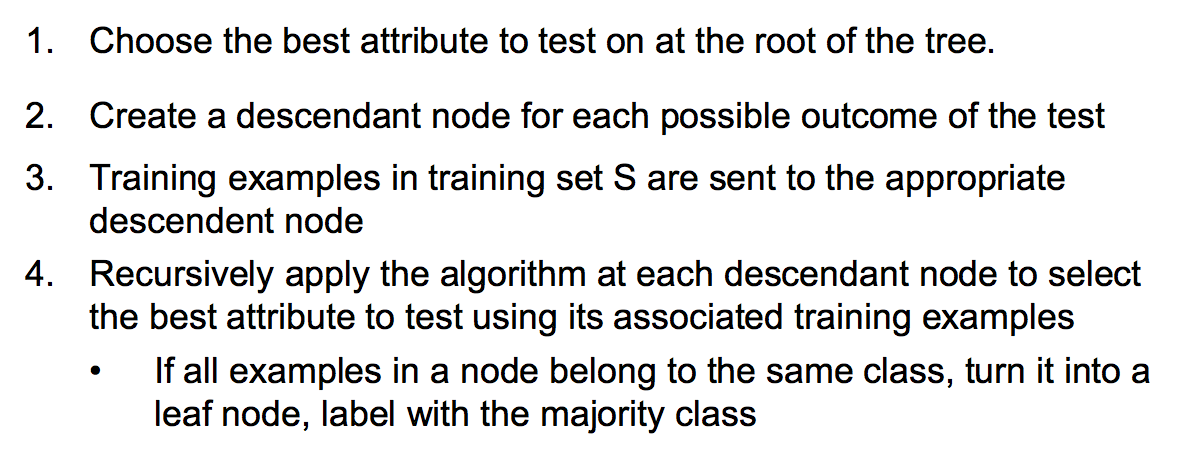 1. Choose the best attribute to test on at the root of the tree.
2. Create a descendant node for each possible outcome of the test
3. Training examples in training set S are sent to the appropriate
descendent node
4. Recursively apply the algorithm at each descendant node to select
the best attribute to test using its associated training examples
• If all examples in a node belong to the same class, turn it into a
leaf node, label with the majority class